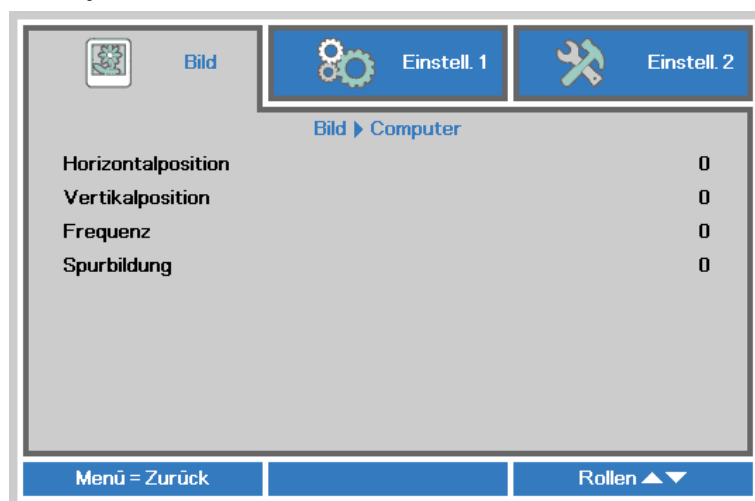 Bild
Einstell. 1
Einstell. 2
Bild ▶ Computer
Horizontalposition 0
Vertikalposition 0
Frequenz 0
Spurbildung 0
Menü = Zurück
Rollen ▲▼